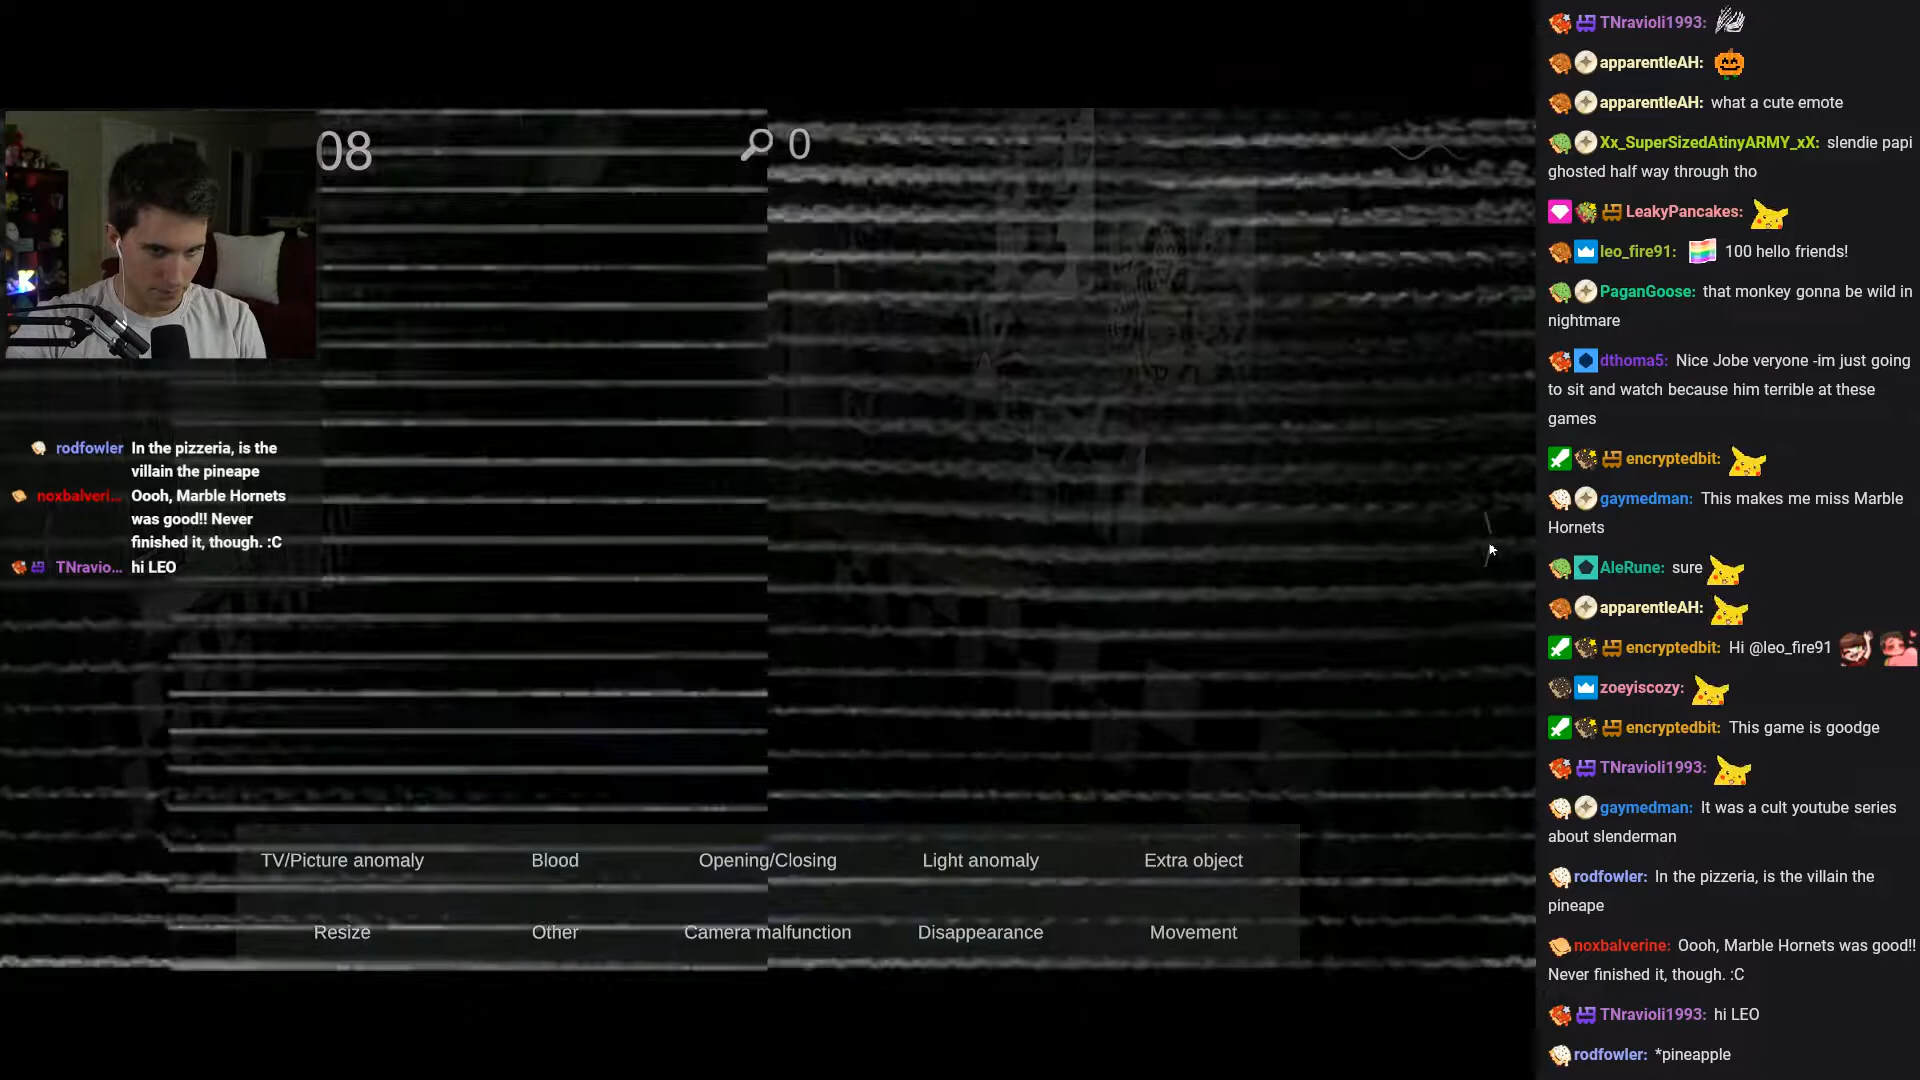 08
0
rodfowler In the pizzeria, is the
villain the pineape
noxbalveri... Oooh, Marble Hornets
was good!! Never
finished it, though. :C
TNravio... hi LEO
TV/Picture anomaly Blood Opening/Closing Light anomaly Extra object
Resize Other Camera malfunction Disappearance Movement
TNravioli1993:
apparentleAH:
apparentleAH: what a cute emote
Xx_SuperSizedAtinyARMY_xX: slendie papi
ghosted half way through tho
LeakyPancakes:
leo_fire91: 100 hello friends!
PaganGoose: that monkey gonna be wild in
nightmare
dthoma5: Nice Jobe veryone -im just going
to sit and watch because him terrible at these
games
encryptedbit:
gaymedman: This makes me miss Marble
Hornets
AleRune: sure
apparentleAH:
encryptedbit: Hi @leo_fire91
zoeyiscozy:
encryptedbit: This game is goodge
TNravioli1993:
gaymedman: It was a cult youtube series
about slenderman
rodfowler: In the pizzeria, is the villain the
pineape
noxbalverine: Oooh, Marble Hornets was good!!
Never finished it, though. :C
TNravioli1993: hi LEO
rodfowler: *pineapple